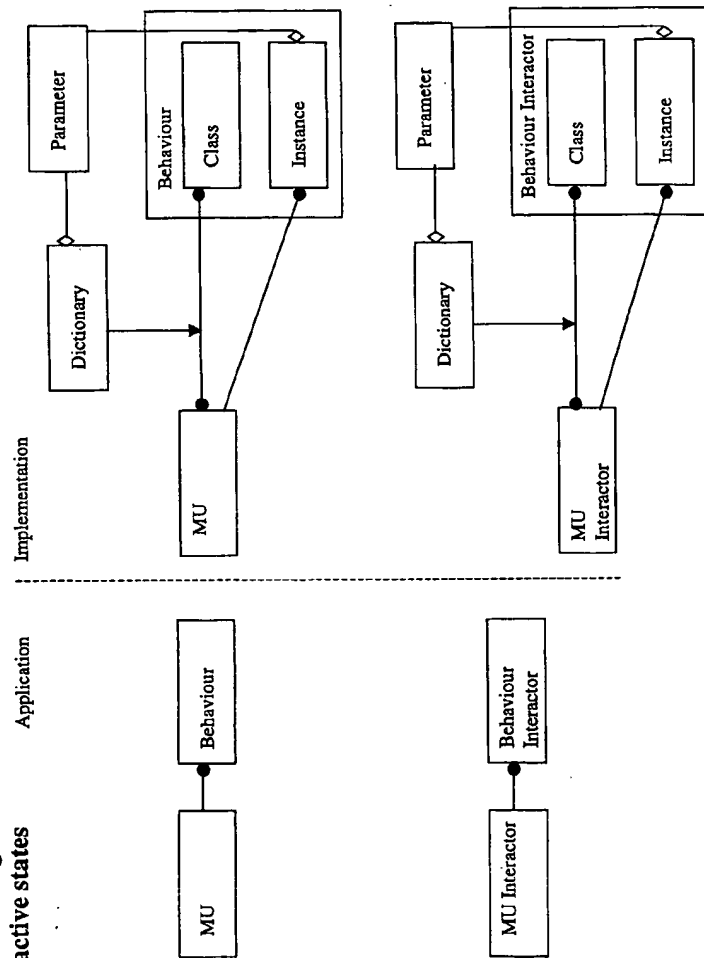 active states
Application
Implementation
MU
Behaviour
MU
Dictionary
Parameter
Behaviour
Class
Instance
MU Interactor
Behaviour
Interactor
MU
Interactor
Dictionary
Parameter
Behaviour Interactor
Class
Instance